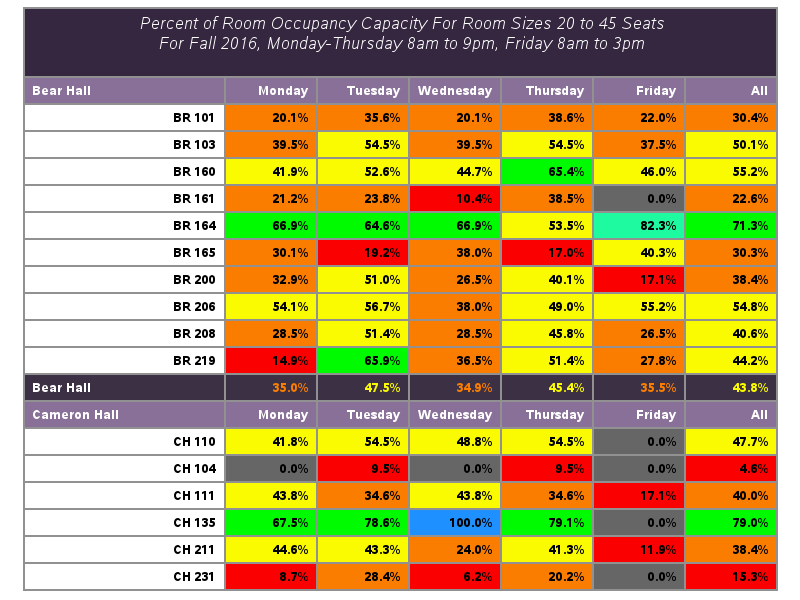 Percent of Room Occupancy Capacity For Room Sizes 20 to 45 Seats
For Fall 2016, Monday-Thursday 8am to 9pm, Friday 8am to 3pm
Bear Hall Monday Tuesday Wednesday Thursday Friday All
BR 101 20.1% 35.6% 20.1% 38.6% 22.0% 30.4%
BR 103 39.5% 54.5% 39.5% 54.5% 37.5% 50.1%
BR 160 41.9% 52.6% 44.7% 65.4% 46.0% 55.2%
BR 161 21.2% 23.8% 10.4% 38.5% 0.0% 22.6%
BR 164 66.9% 64.6% 66.9% 53.5% 82.3% 71.3%
BR 165 30.1% 19.2% 38.0% 17.0% 40.3% 30.3%
BR 200 32.9% 51.0% 26.5% 40.1% 17.1% 38.4%
BR 206 54.1% 56.7% 38.0% 49.0% 55.2% 54.8%
BR 208 28.5% 51.4% 28.5% 45.8% 26.5% 40.6%
BR 219 14.9% 65.9% 36.5% 51.4% 27.8% 44.2%
Bear Hall 35.0% 47.5% 34.9% 45.4% 35.5% 43.8%
Cameron Hall Monday Tuesday Wednesday Thursday Friday All
CH 110 41.8% 54.5% 48.8% 54.5% 0.0% 47.7%
CH 104 0.0% 9.5% 0.0% 9.5% 0.0% 4.6%
CH 111 43.8% 34.6% 43.8% 34.6% 17.1% 40.0%
CH 135 67.5% 78.6% 100.0% 79.1% 0.0% 79.0%
CH 211 44.6% 43.3% 24.0% 41.3% 11.9% 38.4%
CH 231 8.7% 28.4% 6.2% 20.2% 0.0% 15.3%